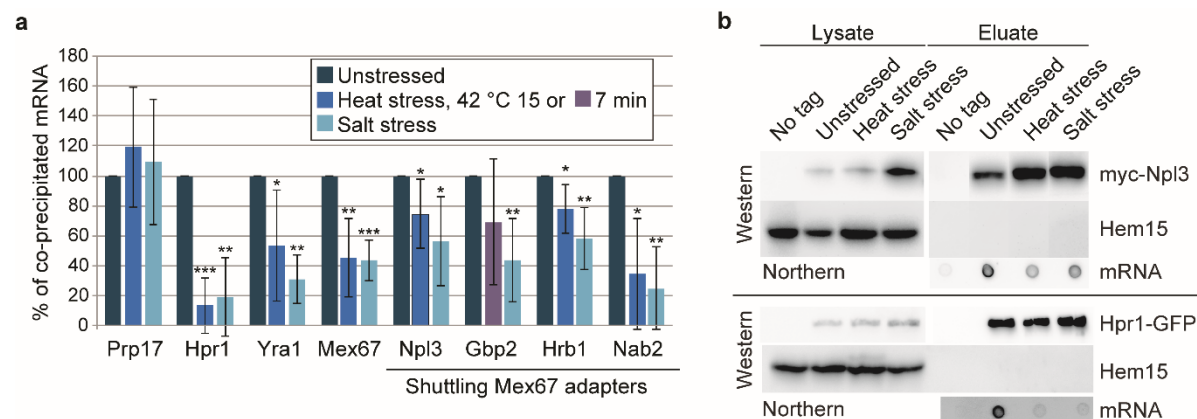 a
% of co-precipitated mRNA
180
160
140
120
100
80
60
40
20
0
Unstressed
Heat stress, 42 °C 15 or 7 min
Salt stress
*** ** * ** ** *** * * ** * * * **
Prp17 Hpr1 Yra1 Mex67 Npl3 Gbp2 Hrb1 Nab2
Shuttling Mex67 adapters
b
Lysate Eluate
No tag Unstressed Heat stress Salt stress No tag Unstressed Heat stress Salt stress
Western
myc-Npl3
Hem15
Northern mRNA
Western
Hpr1-GFP
Hem15
Northern mRNA